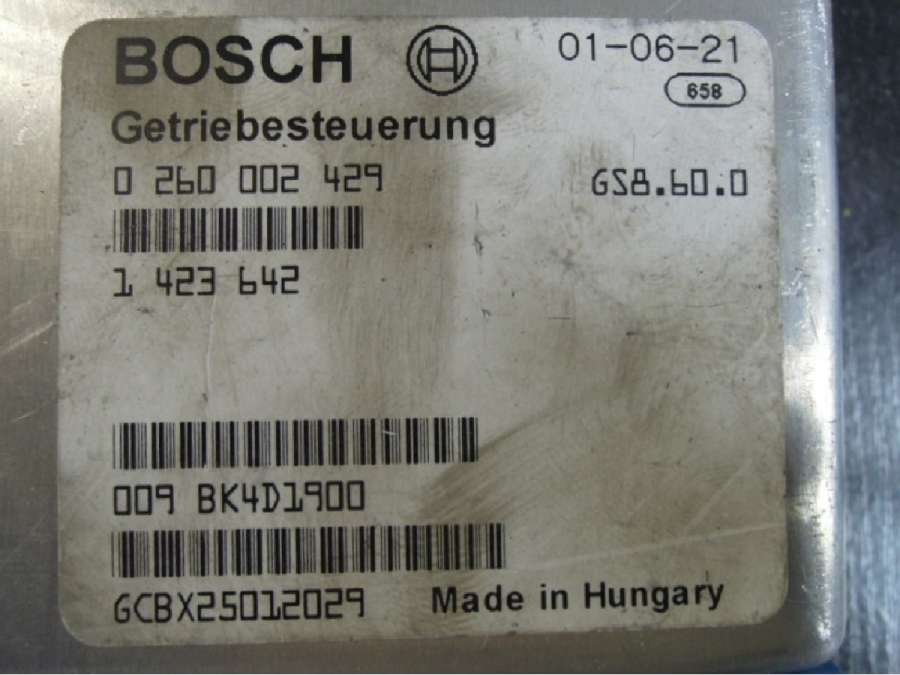 BOSCH 01-06-21
658
Getriebesteuerung
0 260 002 429 GS8.60.0
1 423 642
009 BK4D1900
GCBX25012029 Made in Hungary